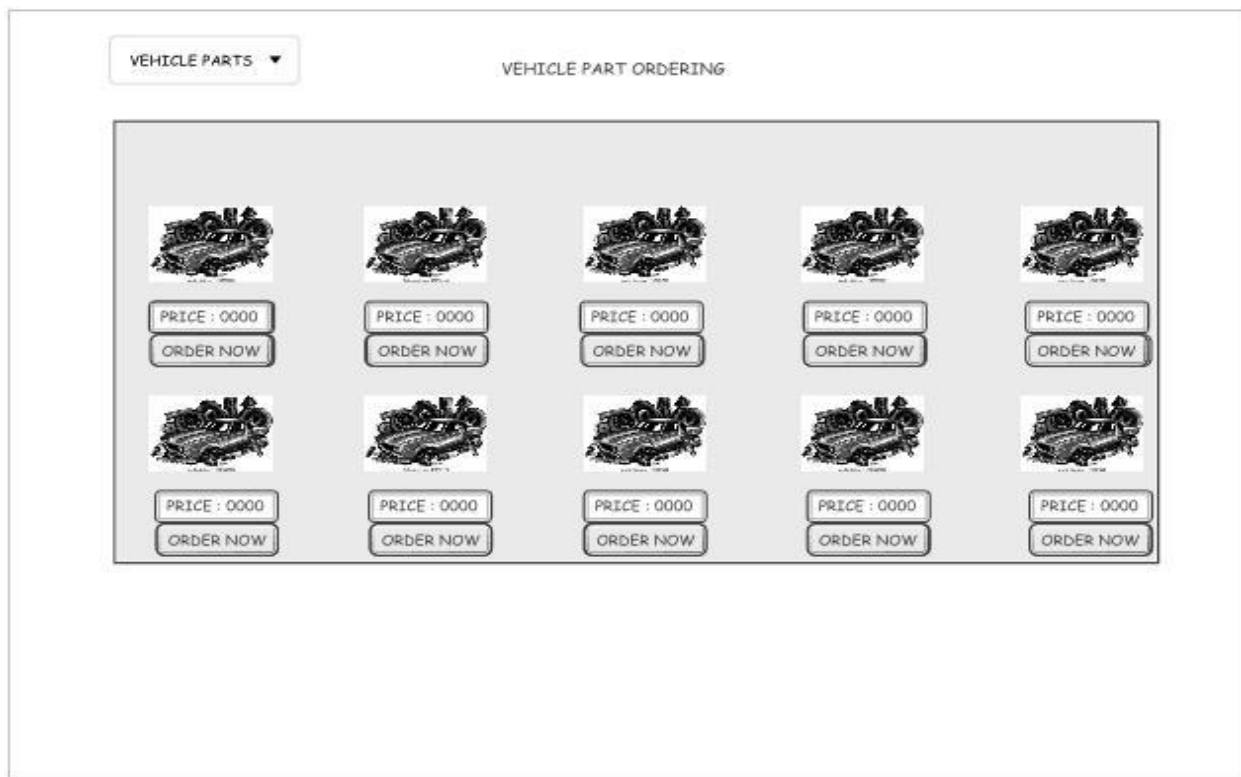 VEHICLE PARTS
VEHICLE PART ORDERING
PRICE : 0000 PRICE : 0000 PRICE : 0000 PRICE : 0000 PRICE : 0000
ORDER NOW ORDER NOW ORDER NOW ORDER NOW ORDER NOW
PRICE : 0000 PRICE : 0000 PRICE : 0000 PRICE : 0000 PRICE : 0000
ORDER NOW ORDER NOW ORDER NOW ORDER NOW ORDER NOW